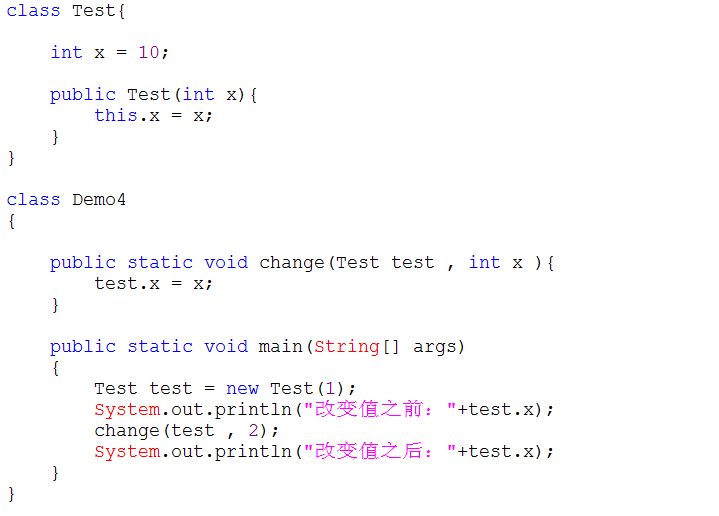 class Test{
int x = 10;
public Test(int x){
this.x = x;
}
}
class Demo4
{
public static void change(Test test , int x ){
test.x = x;
}
public static void main(String[] args)
{
Test test = new Test(1);
System.out.println("改变值之前："+test.x);
change(test , 2);
System.out.println("改变值之后："+test.x);
}
}